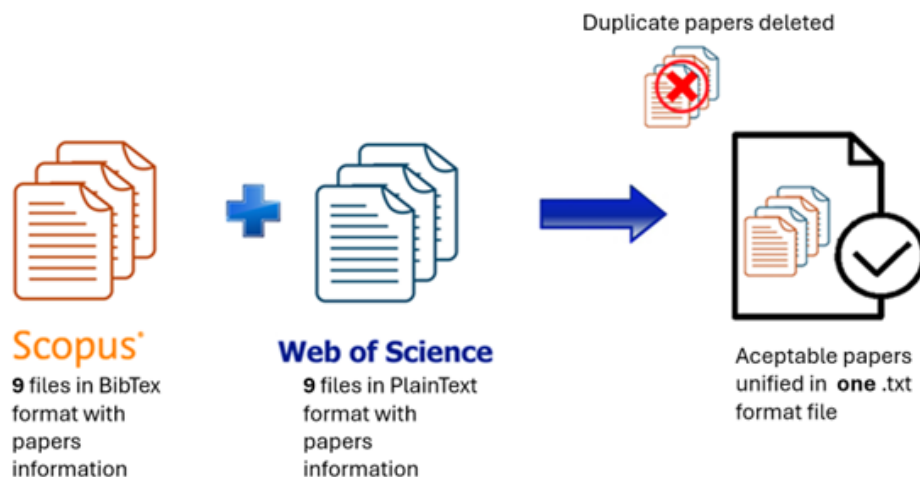 Duplicate papers deleted
Scopus*
9 files in BibTex
format with
papers
information
Web of Science
9 files in PlainText
format with
papers
information
Aceptable papers
unified in one .txt
format file